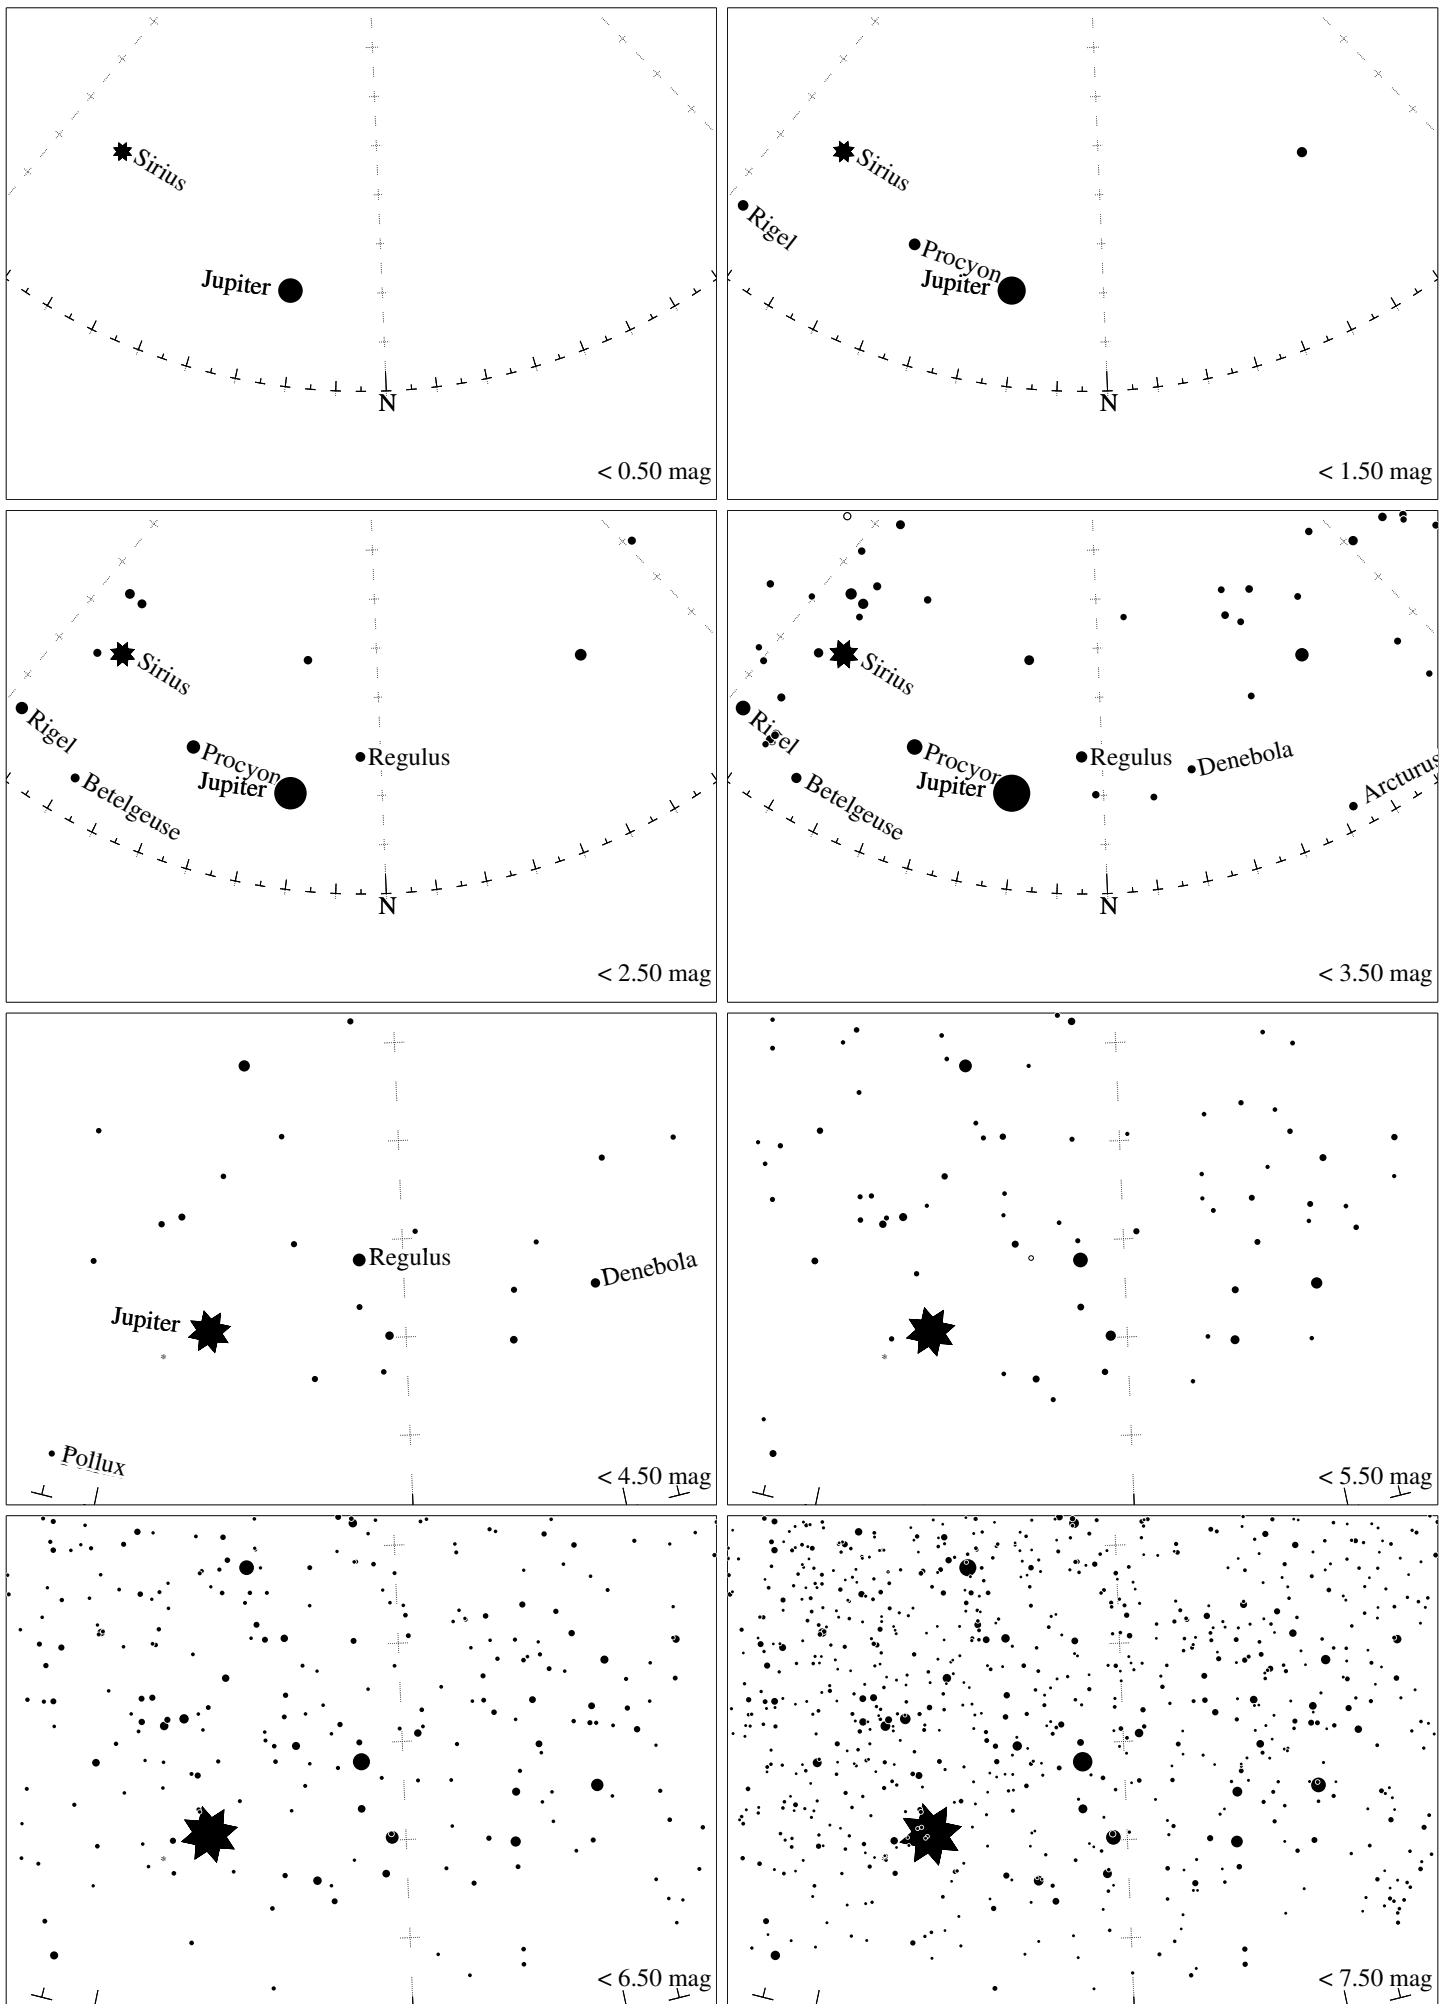 Sirius
Jupiter
N
< 0.50 mag
Sirius
Rigel
Procyon
Jupiter
N
< 1.50 mag
Sirius
Rigel
Procyon
Regulus
Jupiter
Betelgeuse
N
< 2.50 mag
Sirius
Rigel
Procyon
Regulus
Denebola
Jupiter
Betelgeuse
Arcturus
N
< 3.50 mag
Regulus
Denebola
Jupiter
Pollux
< 4.50 mag
< 5.50 mag
< 6.50 mag
< 7.50 mag